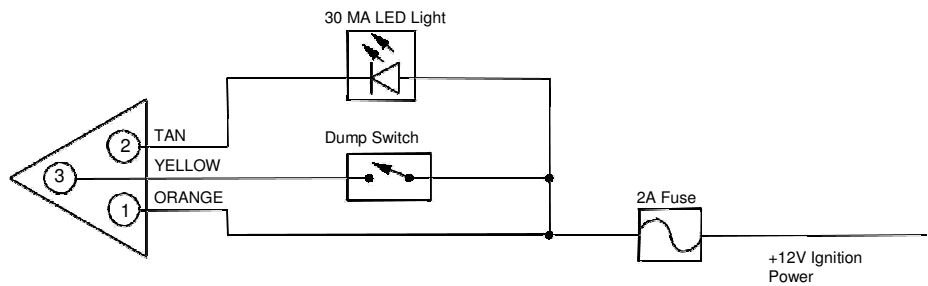 30 MA LED Light
2
TAN
Dump Switch
3
YELLOW
1
ORANGE
2A Fuse
+12V Ignition
Power